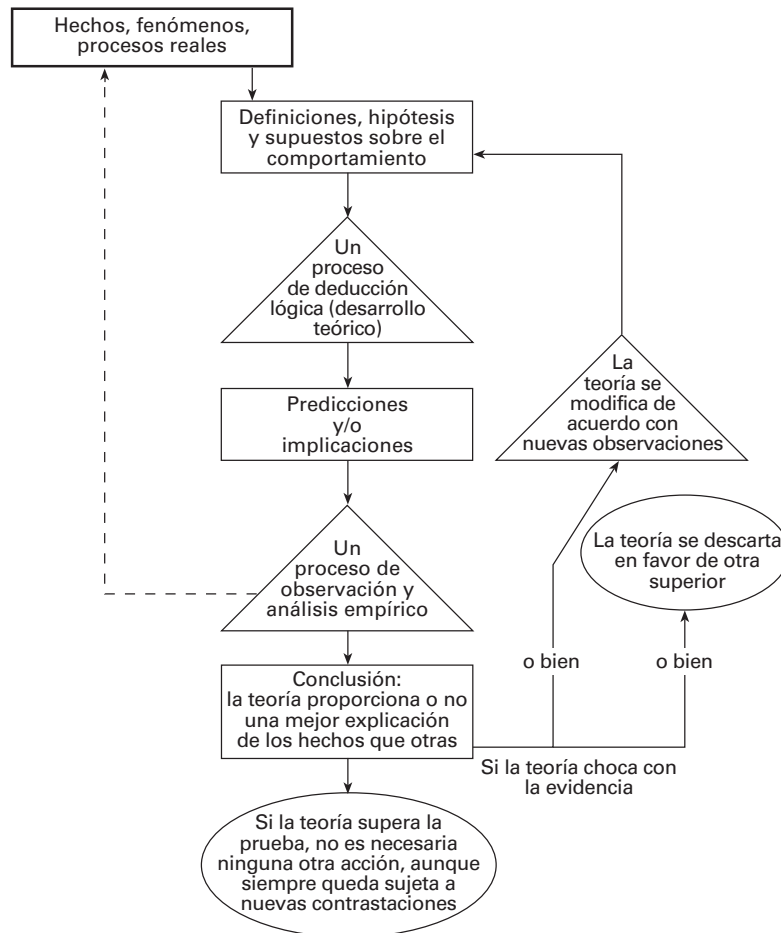 Hechos, fenómenos,
procesos reales
Definiciones, hipótesis
y supuestos sobre el
comportamiento
Un
proceso
de deducción
lógica (desarrollo
teórico)
Predicciones
y/o
implicaciones
Un
proceso de
observación y
análisis empírico
Conclusión:
la teoría proporciona o no
una mejor explicación
de los hechos que otras
Si la teoría supera la
prueba, no es necesaria
ninguna otra acción, aunque
siempre queda sujeta a
nuevas contrastaciones
Si la teoría choca con
la evidencia
o bien
o bien
La
teoría se
modifica de
acuerdo con
nuevas observaciones
La teoría se descarta
en favor de otra
superior